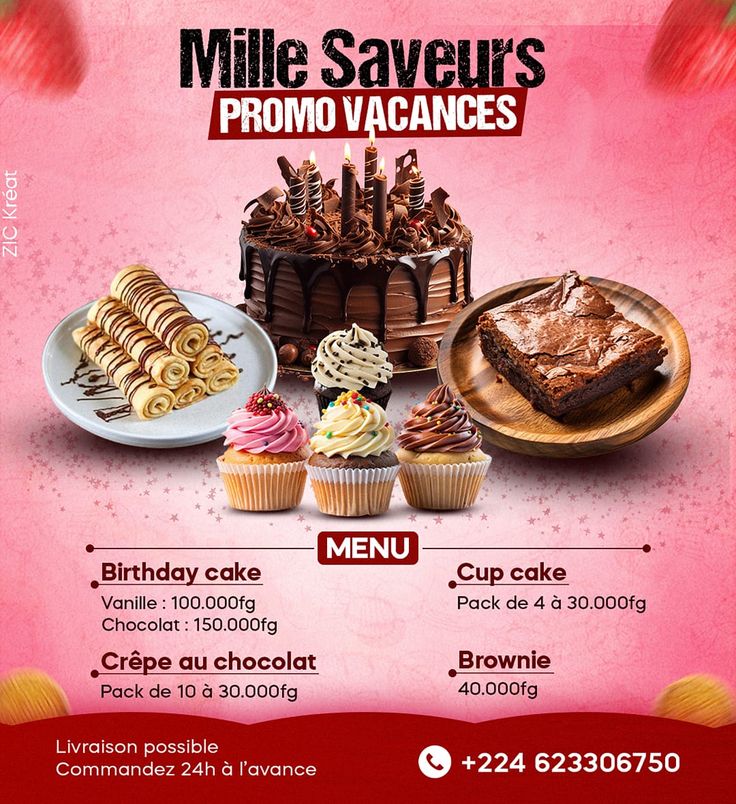 Mille Saveurs
PROMO VACANCES
ZIC Kréat
MENU
Birthday cake
Vanille : 100.000fg
Chocolat : 150.000fg
Cup cake
Pack de 4 à 30.000fg
Crêpe au chocolat
Pack de 10 à 30.000fg
Brownie
40.000fg
Livraison possible
Commandez 24h à l'avance
+224 623306750